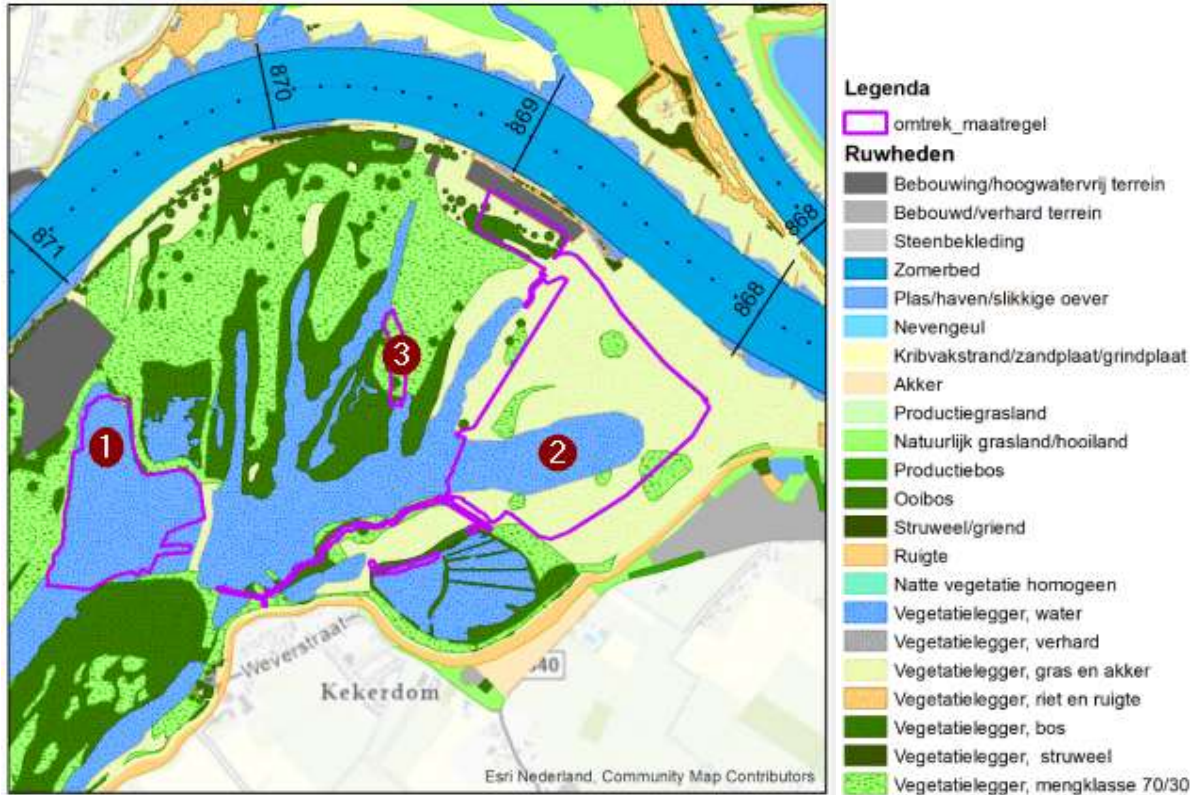 870
869
868
868
871
1
2
3
Weverstraat
Kekerdom
840
Esri Nederland, Community Map Contributors
Legenda
omtrek_maatregel
Ruwheden
Bebouwing/hoogwatervrij terrein
Bebouwd/verhard terrein
Steenbekleding
Zomerbed
Plas/haven/slikkige oever
Nevengeul
Kribvakstrand/zandplaat/grindplaat
Akker
Productiegrasland
Natuurlijk grasland/hooiland
Productiebos
Ooibos
Struweel/griend
Ruigte
Natte vegetatie homogeen
Vegetatielegger, water
Vegetatielegger, verhard
Vegetatielegger, gras en akker
Vegetatielegger, riet en ruigte
Vegetatielegger, bos
Vegetatielegger, struweel
Vegetatielegger, mengklasse 70/30